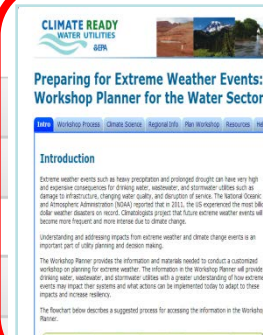 CLIMATE READY
WATER UTILITIES
EPA
Preparing for Extreme Weather Events:
Workshop Planner for the Water Sector
Intro Workshop Process Climate Science Regional Info Plan Workshop Resources
Introduction
Extreme weather events such as heavy precipitation and prolonged drought can have very high
and expensive consequences for drinking water, wastewater, and stormwater utilities such as
damage to infrastructure, changing water quality, and disruption of service. The National Oceanic
and Atmospheric Administration (NOAA) reported that in 2011, the US experienced the most
dollar weather disasters on record. Climatologists project that future extreme weather events will
become more frequent and more intense due to climate change.
Understanding and addressing impacts from extreme weather and climate change events is an
important part of utility planning and decision making.
The Workshop Planner provides the information and materials needed to conduct a customized
workshop on planning for extreme weather. The information in the Workshop Planner will provide
drinking water, wastewater, and stormwater utilities with a greater understanding of how extreme
events may impact their systems and what actions can be implemented today to adapt to these
impacts and increase resiliency.
The flowchart below describes a suggested process for accessing the information in the
Planner.